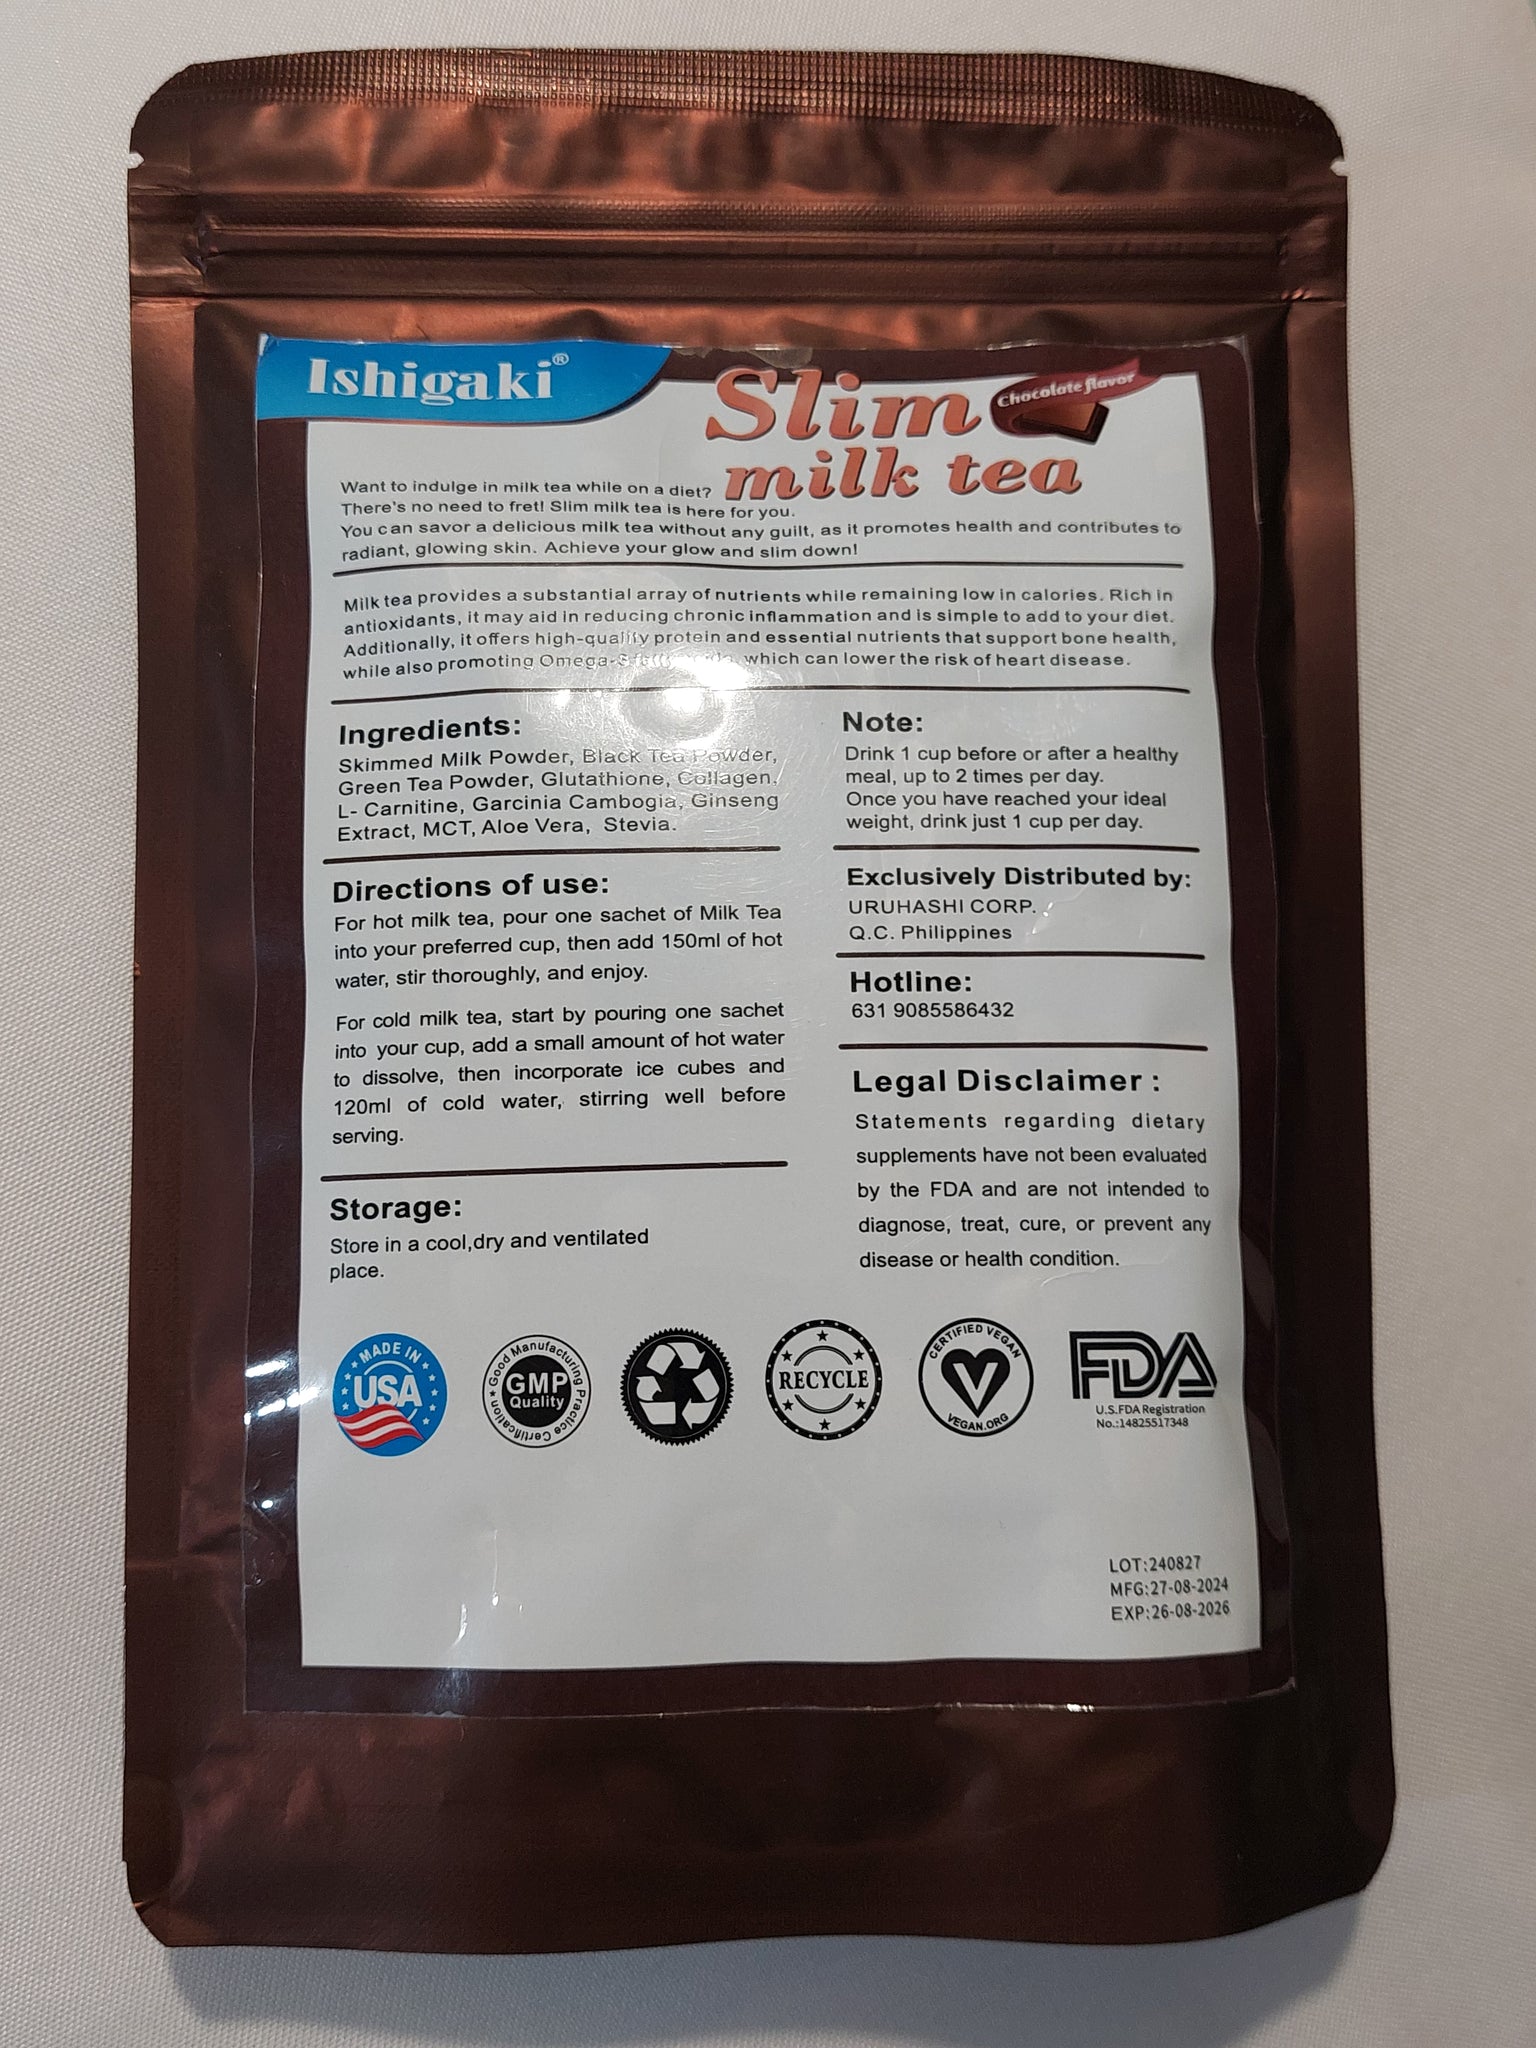 Ishigaki®
Slim
Chocolate flavor
milk tea
Want to indulge in milk tea while on a diet?
There's no need to fret! Slim milk tea is here for you.
You can savor a delicious milk tea without any guilt, as it promotes health and contributes to
radiant, glowing skin. Achieve your glow and slim down!
Milk tea provides a substantial array of nutrients while remaining low in calories. Rich in
antioxidants, it may aid in reducing chronic inflammation and is simple to add to your diet.
Additionally, it offers high-quality protein and essential nutrients that support bone health,
while also promoting which can lower the risk of heart disease.
Ingredients:
Skimmed Milk Powder, Black Tea Powder,
Green Tea Powder, Glutathione, Collagen,
L- Carnitine, Garcinia Cambogia, Ginseng
Extract, MCT, Aloe Vera, Stevia.
Directions of use:
For hot milk tea, pour one sachet of Milk Tea
into your preferred cup, then add 150ml of hot
water, stir thoroughly, and enjoy.
For cold milk tea, start by pouring one sachet
into your cup, add a small amount of hot water
to dissolve, then incorporate ice cubes and
120ml of cold water, stirring well before
serving.
Storage:
Store in a cool,dry and ventilated
place.
Note:
Drink 1 cup before or after a healthy
meal, up to 2 times per day.
Once you have reached your ideal
weight, drink just 1 cup per day.
Exclusively Distributed by:
URUHASHI CORP.
Q.C. Philippines
Hotline:
631 9085586432
Legal Disclaimer :
Statements regarding dietary
supplements have not been evaluated
by the FDA and are not intended to
diagnose, treat, cure, or prevent any
disease or health condition.
MADE IN
USA
Good Manufacturing Practice Certification
GMP
Quality
RECYCLE
CERTIFIED VEGAN
V
VEGAN.ORG
FDA
U.S.FDA Registration
No.:14825517348
LOT:240827
MFG:27-08-2024
EXP:26-08-2026